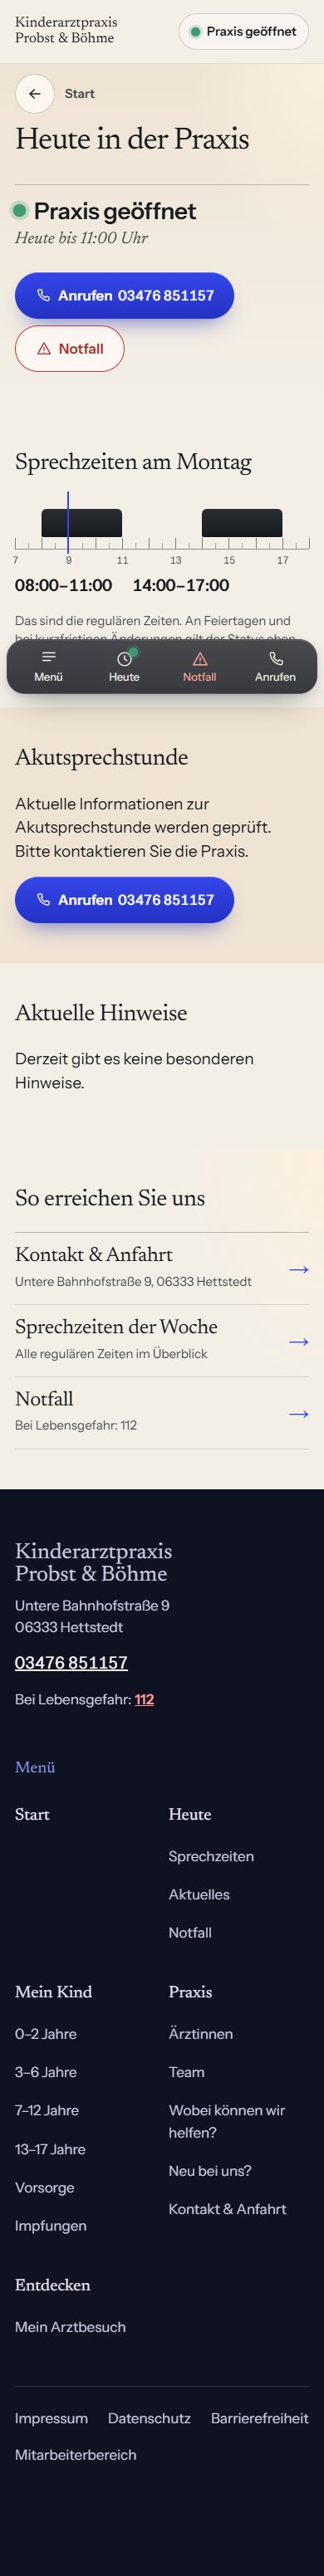 Kinderarztpraxis
Probst & Böhme
Praxis geöffnet
Start
Heute in der Praxis
Praxis geöffnet
Heute bis 11:00 Uhr
Anrufen 03476 851157
Notfall
Sprechzeiten am Montag
7 9 11 13 15 17
08:00–11:00 14:00–17:00
Das sind die regulären Zeiten. An Feiertagen und
bei kurzfristigen Änderungen gilt der Status oben.
Menü Heute Notfall Anrufen
Akutsprechstunde
Aktuelle Informationen zur
Akutsprechstunde werden geprüft.
Bitte kontaktieren Sie die Praxis.
Anrufen 03476 851157
Aktuelle Hinweise
Derzeit gibt es keine besonderen
Hinweise.
So erreichen Sie uns
Kontakt & Anfahrt
Untere Bahnhofstraße 9, 06333 Hettstedt
Sprechzeiten der Woche
Alle regulären Zeiten im Überblick
Notfall
Bei Lebensgefahr: 112
Kinderarztpraxis
Probst & Böhme
Untere Bahnhofstraße 9
06333 Hettstedt
03476 851157
Bei Lebensgefahr: 112
Menü
Start
Heute
Sprechzeiten
Aktuelles
Notfall
Mein Kind
0–2 Jahre
3–6 Jahre
7–12 Jahre
13–17 Jahre
Vorsorge
Impfungen
Praxis
Ärztinnen
Team
Wobei können wir
helfen?
Neu bei uns?
Kontakt & Anfahrt
Entdecken
Mein Arztbesuch
Impressum Datenschutz Barrierefreiheit
Mitarbeiterbereich